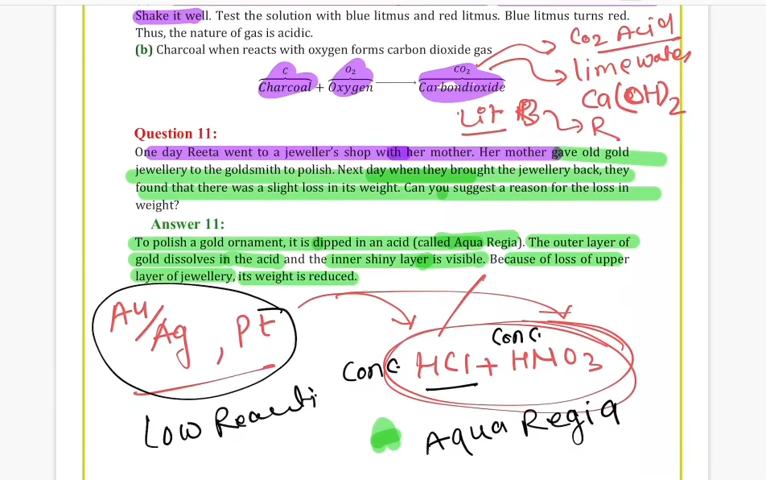 Shake it well. Test the solution with blue litmus and red litmus. Blue litmus turns red.
Thus, the nature of gas is acidic.
(b) Charcoal when reacts with oxygen forms carbon dioxide gas
CO2 Acid
lime water
Ca(OH)2
C O2 CO2
Charcoal + Oxygen ⟶ Carbondioxide
Lit B → R
Question 11:
One day Reeta went to a jeweller's shop with her mother. Her mother gave old gold
jewellery to the goldsmith to polish. Next day when they brought the jewellery back, they
found that there was a slight loss in its weight. Can you suggest a reason for the loss in
weight?
Answer 11:
To polish a gold ornament, it is dipped in an acid (called Aqua Regia). The outer layer of
gold dissolves in the acid and the inner shiny layer is visible. Because of loss of upper
layer of jewellery, its weight is reduced.
Au/Ag, Pt
Conc
Conc. HCl + HNO3
Low Reacti
Aqua Regia